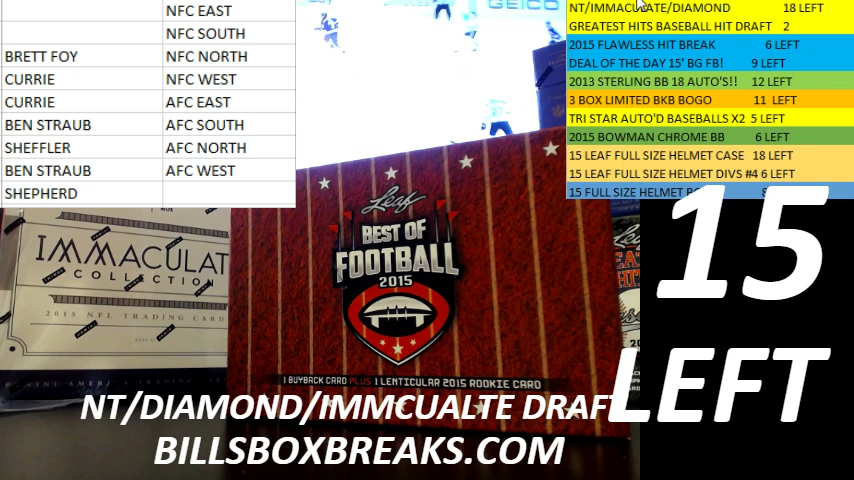 NFC EAST
NFC SOUTH
BRETT FOY NFC NORTH
CURRIE NFC WEST
CURRIE AFC EAST
BEN STRAUB AFC SOUTH
SHEFFLER AFC NORTH
BEN STRAUB AFC WEST
SHEPHERD
GEICO
NT/IMMACULATE/DIAMOND 18 LEFT
GREATEST HITS BASEBALL HIT DRAFT 2
2015 FLAWLESS HIT BREAK 6 LEFT
DEAL OF THE DAY 15' BG FB! 9 LEFT
2013 STERLING BB 18 AUTO'S!! 12 LEFT
3 BOX LIMITED BKB BOGO 11 LEFT
TRI STAR AUTO'D BASEBALLS X2 5 LEFT
2015 BOWMAN CHROME BB 6 LEFT
15 LEAF FULL SIZE HELMET CASE 18 LEFT
15 LEAF FULL SIZE HELMET DIVS #4 6 LEFT
15 FULL SIZE HELMET
IMMACULAT
COLLECTION
2015 NFL TRADING CARD
PANINI AMERICA
Leaf
BEST OF
FOOTBALL
2015
1 BUYBACK CARD PLUS 1 LENTICULAR 2015 ROOKIE CARD
15
LEFT
NT/DIAMOND/IMMCUALTE DRAFT
BILLSBOXBREAKS.COM